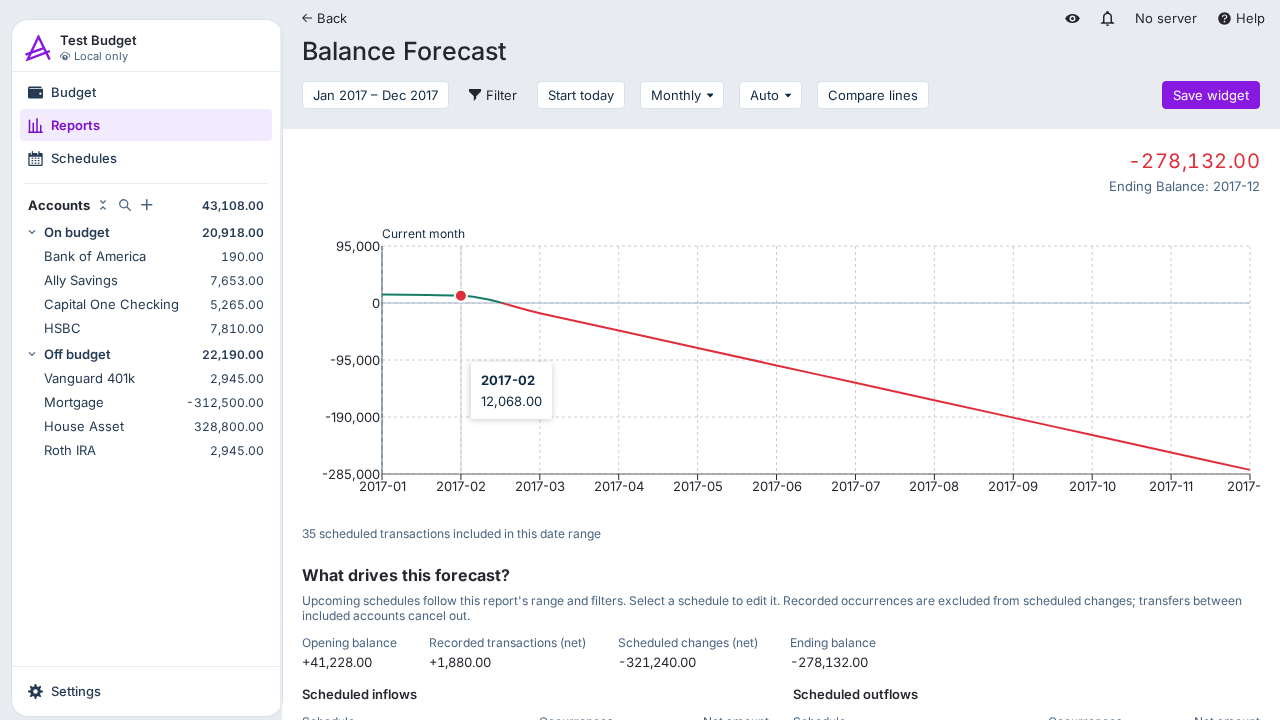 Test Budget
Local only
Budget
Reports
Schedules
Accounts 43,108.00
On budget 20,918.00
Bank of America 190.00
Ally Savings 7,653.00
Capital One Checking 5,265.00
HSBC 7,810.00
Off budget 22,190.00
Vanguard 401k 2,945.00
Mortgage -312,500.00
House Asset 328,800.00
Roth IRA 2,945.00
Settings
Back
No server
Help
Balance Forecast
Jan 2017 – Dec 2017
Filter
Start today
Monthly
Auto
Compare lines
Save widget
-278,132.00
Ending Balance: 2017-12
Current month
95,000
0
-95,000
-190,000
-285,000
2017-02
12,068.00
2017-01 2017-02 2017-03 2017-04 2017-05 2017-06 2017-07 2017-08 2017-09 2017-10 2017-11 2017-
35 scheduled transactions included in this date range
What drives this forecast?
Upcoming schedules follow this report's range and filters. Select a schedule to edit it. Recorded occurrences are excluded from scheduled changes; transfers between
included accounts cancel out.
Opening balance Recorded transactions (net) Scheduled changes (net) Ending balance
+41,228.00 +1,880.00 -321,240.00 -278,132.00
Scheduled inflows Scheduled outflows
Schedule Occurrences Net amount Schedule Occurrences Net amount